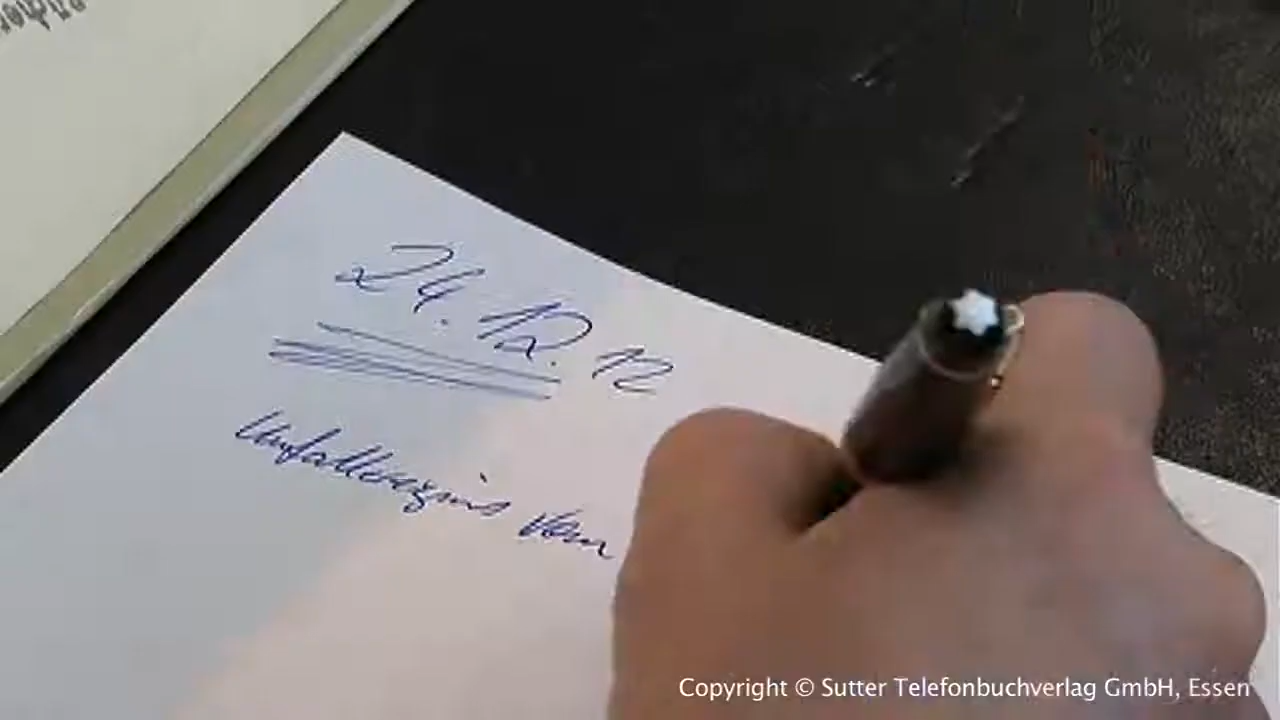 24. 12. 12
Unfallereignis vom
Copyright © Sutter Telefonbuchverlag GmbH, Essen